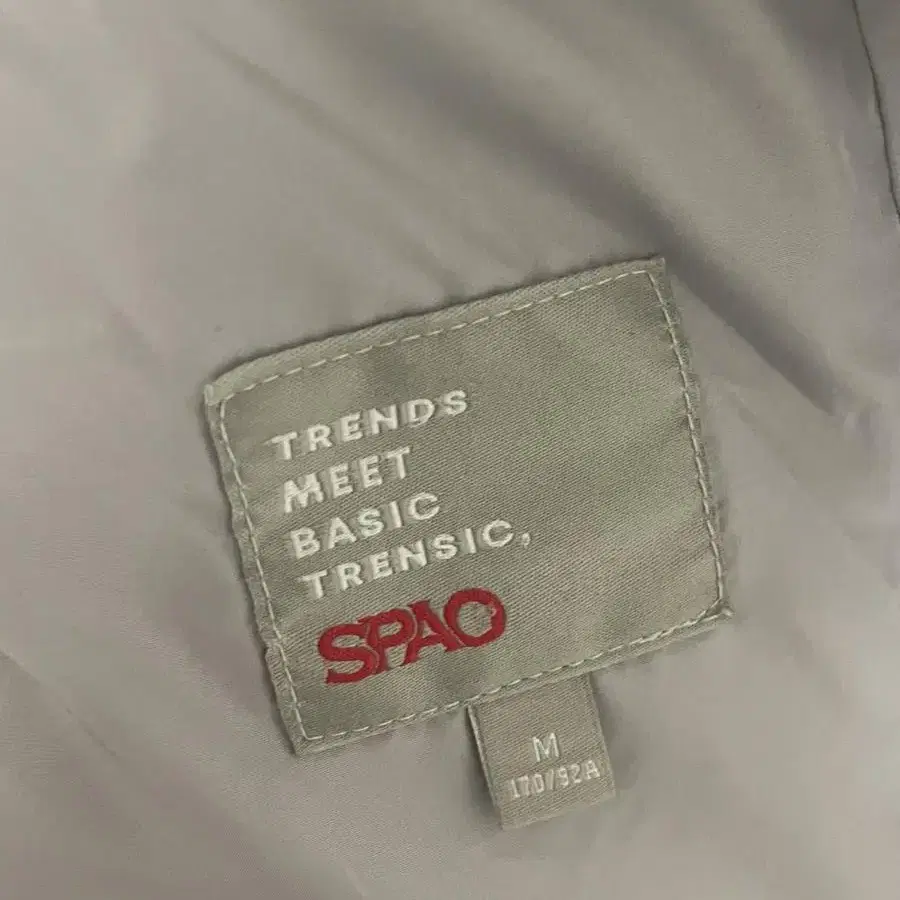 TRENDS
MEET
BASIC
TRENSIC,
SPAO
M
170/92A